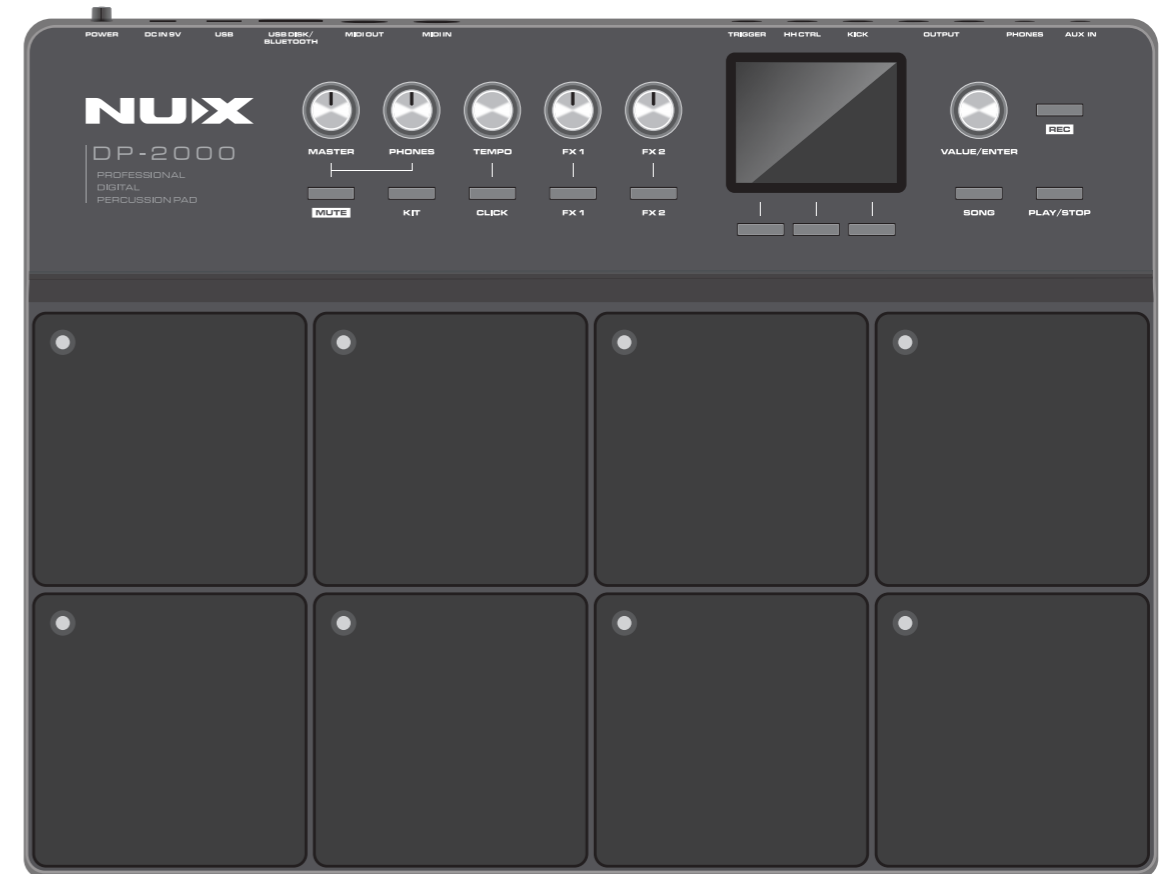 POWER DC IN 9V USB USB DISK/ MIDI OUT MIDI IN TRIGGER HH CTRL KICK OUTPUT PHONES AUX IN
BLUETOOTH
NUX
DP-2000
PROFESSIONAL
DIGITAL
PERCUSSION PAD
MASTER PHONES TEMPO FX 1 FX 2 VALUE/ENTER
REC
MUTE KIT CLICK FX 1 FX 2 SONG PLAY/STOP